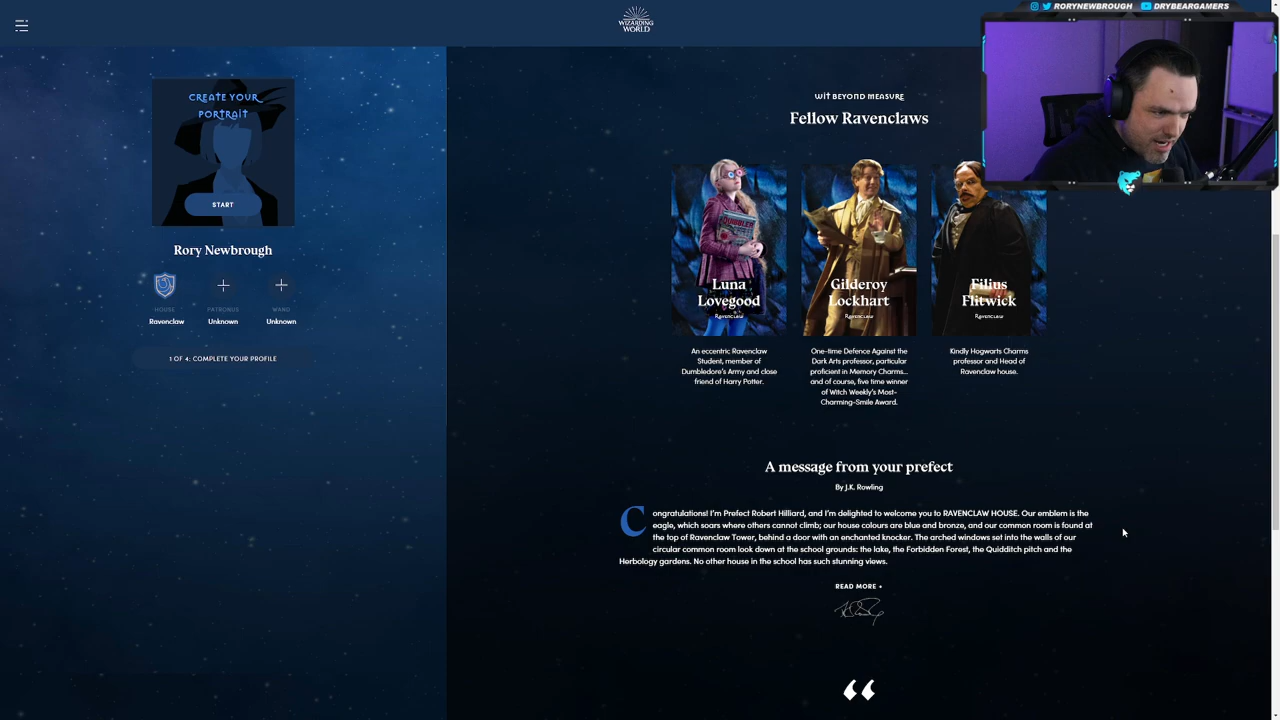 RORYNEWBROUGH DRYBEARGAMERS
WIZARDING
WORLD
CREATE YOUR
PORTRAIT
START
Rory Newbrough
HOUSE
Ravenclaw
PATRONUS
Unknown
WAND
Unknown
1 OF 4: COMPLETE YOUR PROFILE
WIT BEYOND MEASURE
Fellow Ravenclaws
Luna
Lovegood
Ravenclaw
An eccentric Ravenclaw
Student, member of
Dumbledore's Army and close
friend of Harry Potter.
Gilderoy
Lockhart
Ravenclaw
One-time Defence Against the
Dark Arts professor, particular
proficient in Memory Charms...
and of course, five time winner
of Witch Weekly's Most-
Charming-Smile Award.
Filius
Flitwick
Ravenclaw
Kindly Hogwarts Charms
professor and Head of
Ravenclaw house.
A message from your prefect
By J.K. Rowling
Congratulations! I'm Prefect Robert Hilliard, and I'm delighted to welcome you to RAVENCLAW HOUSE. Our emblem is the
eagle, which soars where others cannot climb; our house colours are blue and bronze, and our common room is found at
the top of Ravenclaw Tower, behind a door with an enchanted knocker. The arched windows set into the walls of our
circular common room look down at the school grounds: the lake, the Forbidden Forest, the Quidditch pitch and the
Herbology gardens. No other house in the school has such stunning views.
READ MORE +
“